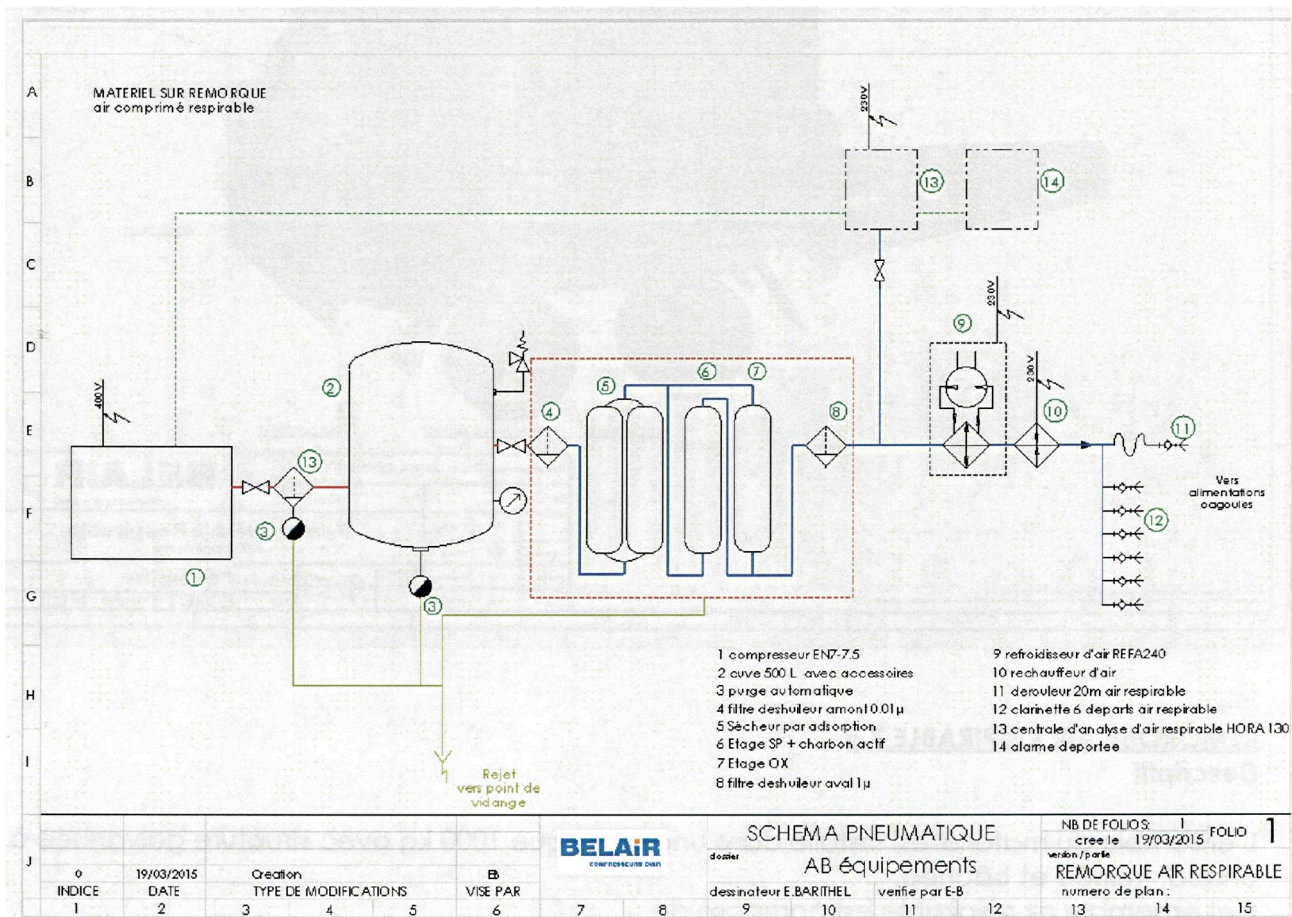 A
MATERIEL SUR REMORQUE
air comprimé respirable
230V
B
13
14
C
230V
D
9
2
400V
5
6
7
230V
4
8
10
E
11
13
Vers
alimentations
cagoules
F
3
12
1
G
3
1 compresseur EN7-7.5
2 cuve 500 L avec accessoires
3 purge automatique
4 filtre deshuileur amont 0.01µ
5 Sécheur par adsorption
6 Etage SP + charbon actif
7 Etage OX
8 filtre deshuileur aval 1µ
9 refroidisseur d'air REFA240
10 rechauffeur d'air
11 derouleur 20m air respirable
12 clarinette 6 departs air respirable
13 centrale d'analyse d'air respirable HORA 130
14 alarme deportee
H
I
Rejet
vers point de
vidange
J
0 19/03/2015 Creation EB
INDICE DATE TYPE DE MODIFICATIONS VISE PAR
BELAiR
COMPRESSEURS OVEN
SCHEMA PNEUMATIQUE
dossier
AB équipements
dessinateur E.BARITHEL verifie par E-B
NB DE FOLIOS: 1
cree le 19/03/2015
FOLIO 1
version / partie
REMORQUE AIR RESPIRABLE
numero de plan :
1 2 3 4 5 6 7 8 9 10 11 12 13 14 15